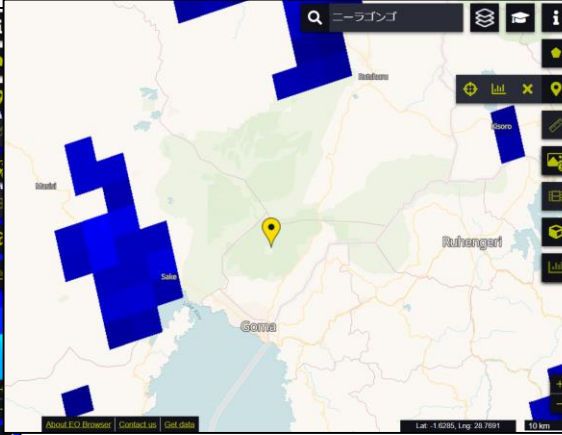 ニーラゴンゴ
Rutshuru
Kisoro
Masisi
Ruhengeri
Sake
Goma
About EO Browser
Contact us
Get data
Lat: -1.6285, Lng: 28.7691
10 km